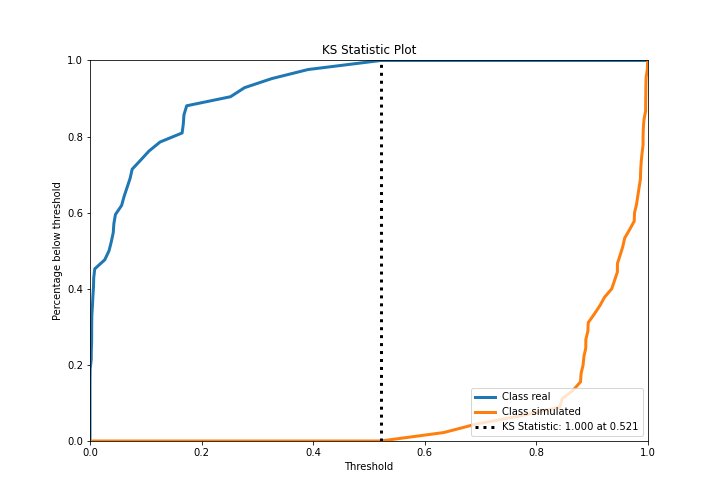 KS Statistic Plot
1.0
0.8
0.6
0.4
0.2
0.0
Percentage below threshold
0.0 0.2 0.4 0.6 0.8 1.0
Threshold
Class real
Class simulated
KS Statistic: 1.000 at 0.521